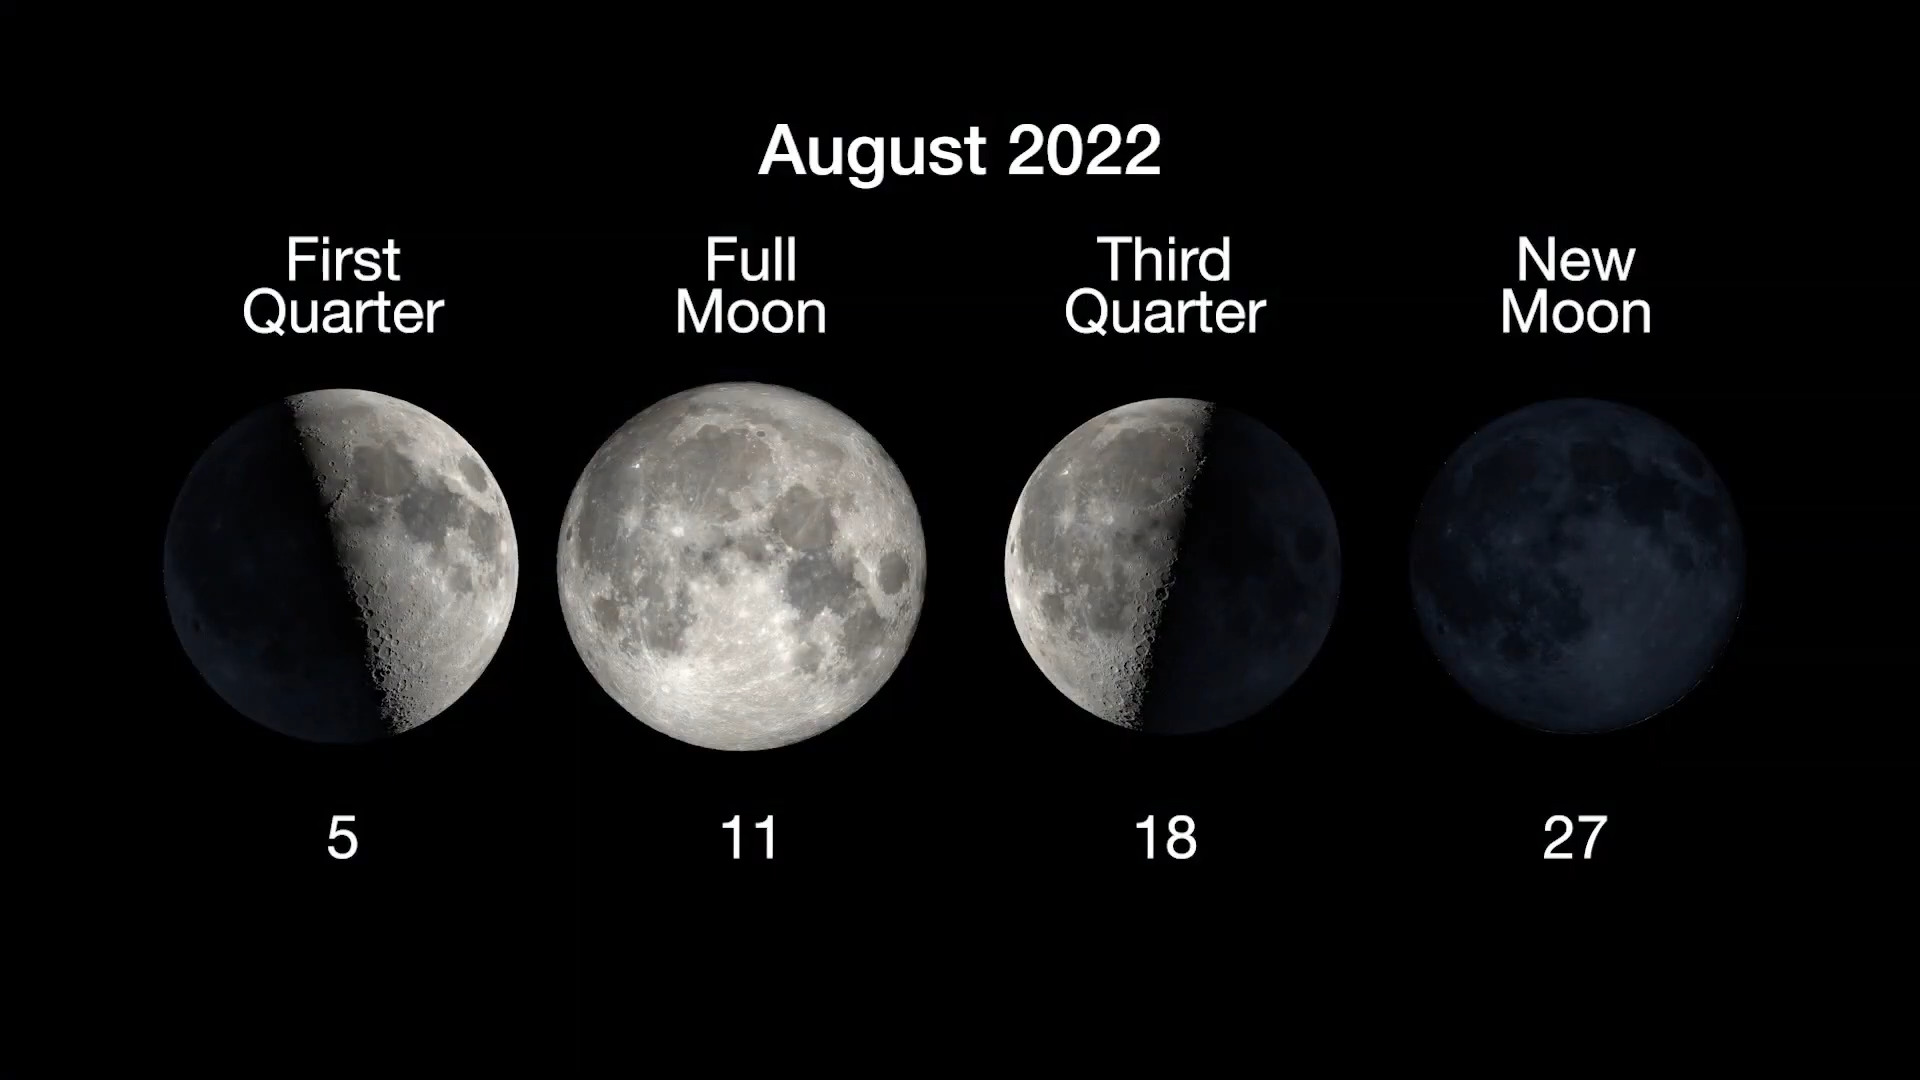 August 2022
First
Quarter
Full
Moon
Third
Quarter
New
Moon
5
11
18
27